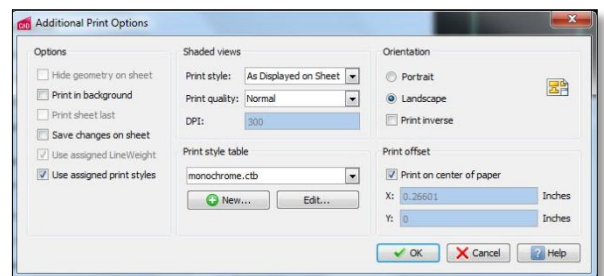 CAD Additional Print Options
Options
Hide geometry on sheet
Print in background
Print sheet last
Save changes on sheet
Use assigned LineWeight
Use assigned print styles
Shaded views
Print style: As Displayed on Sheet
Print quality: Normal
DPI: 300
Print style table
monochrome.ctb
New... Edit...
Orientation
Portrait
Landscape
Print inverse
Print offset
Print on center of paper
X: 0.26601 Inches
Y: 0 Inches
OK Cancel Help